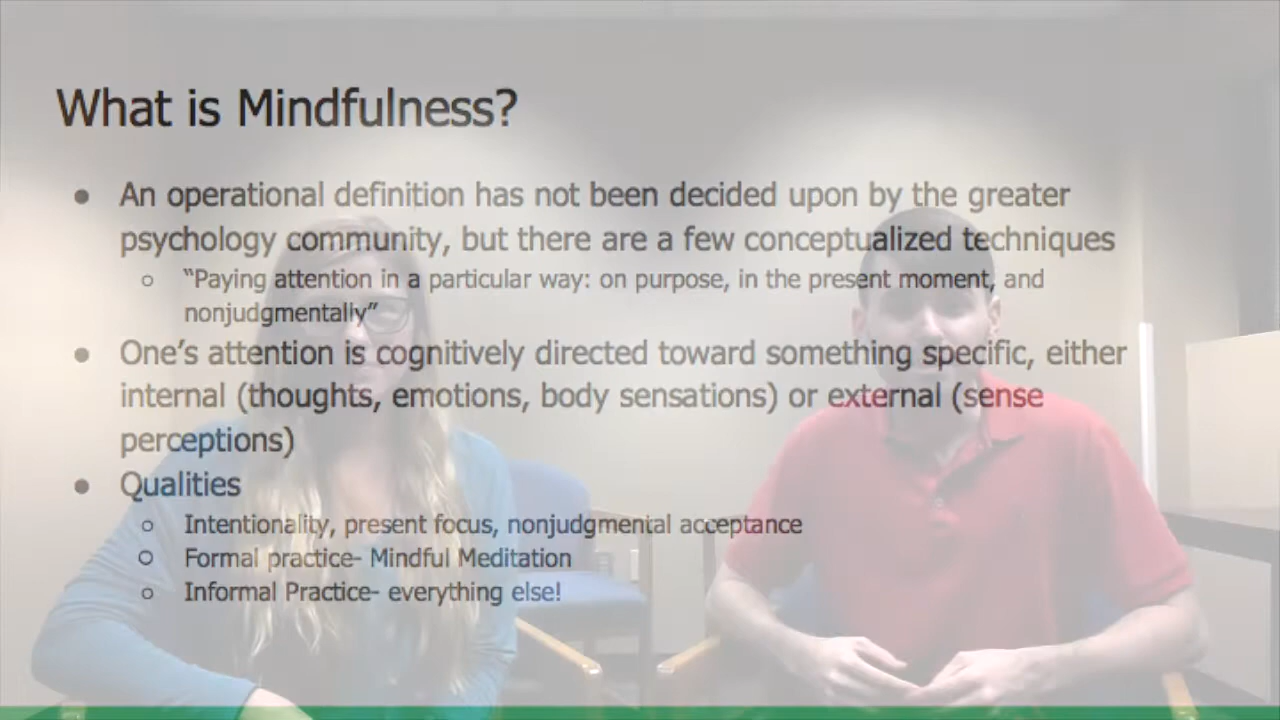 What is Mindfulness?
● An operational definition has not been decided upon by the greater
psychology community, but there are a few conceptualized techniques
○ “Paying attention in a particular way: on purpose, in the present moment, and
nonjudgmentally”
● One’s attention is cognitively directed toward something specific, either
internal (thoughts, emotions, body sensations) or external (sense
perceptions)
● Qualities
○ Intentionality, present focus, nonjudgmental acceptance
○ Formal practice- Mindful Meditation
○ Informal Practice- everything else!